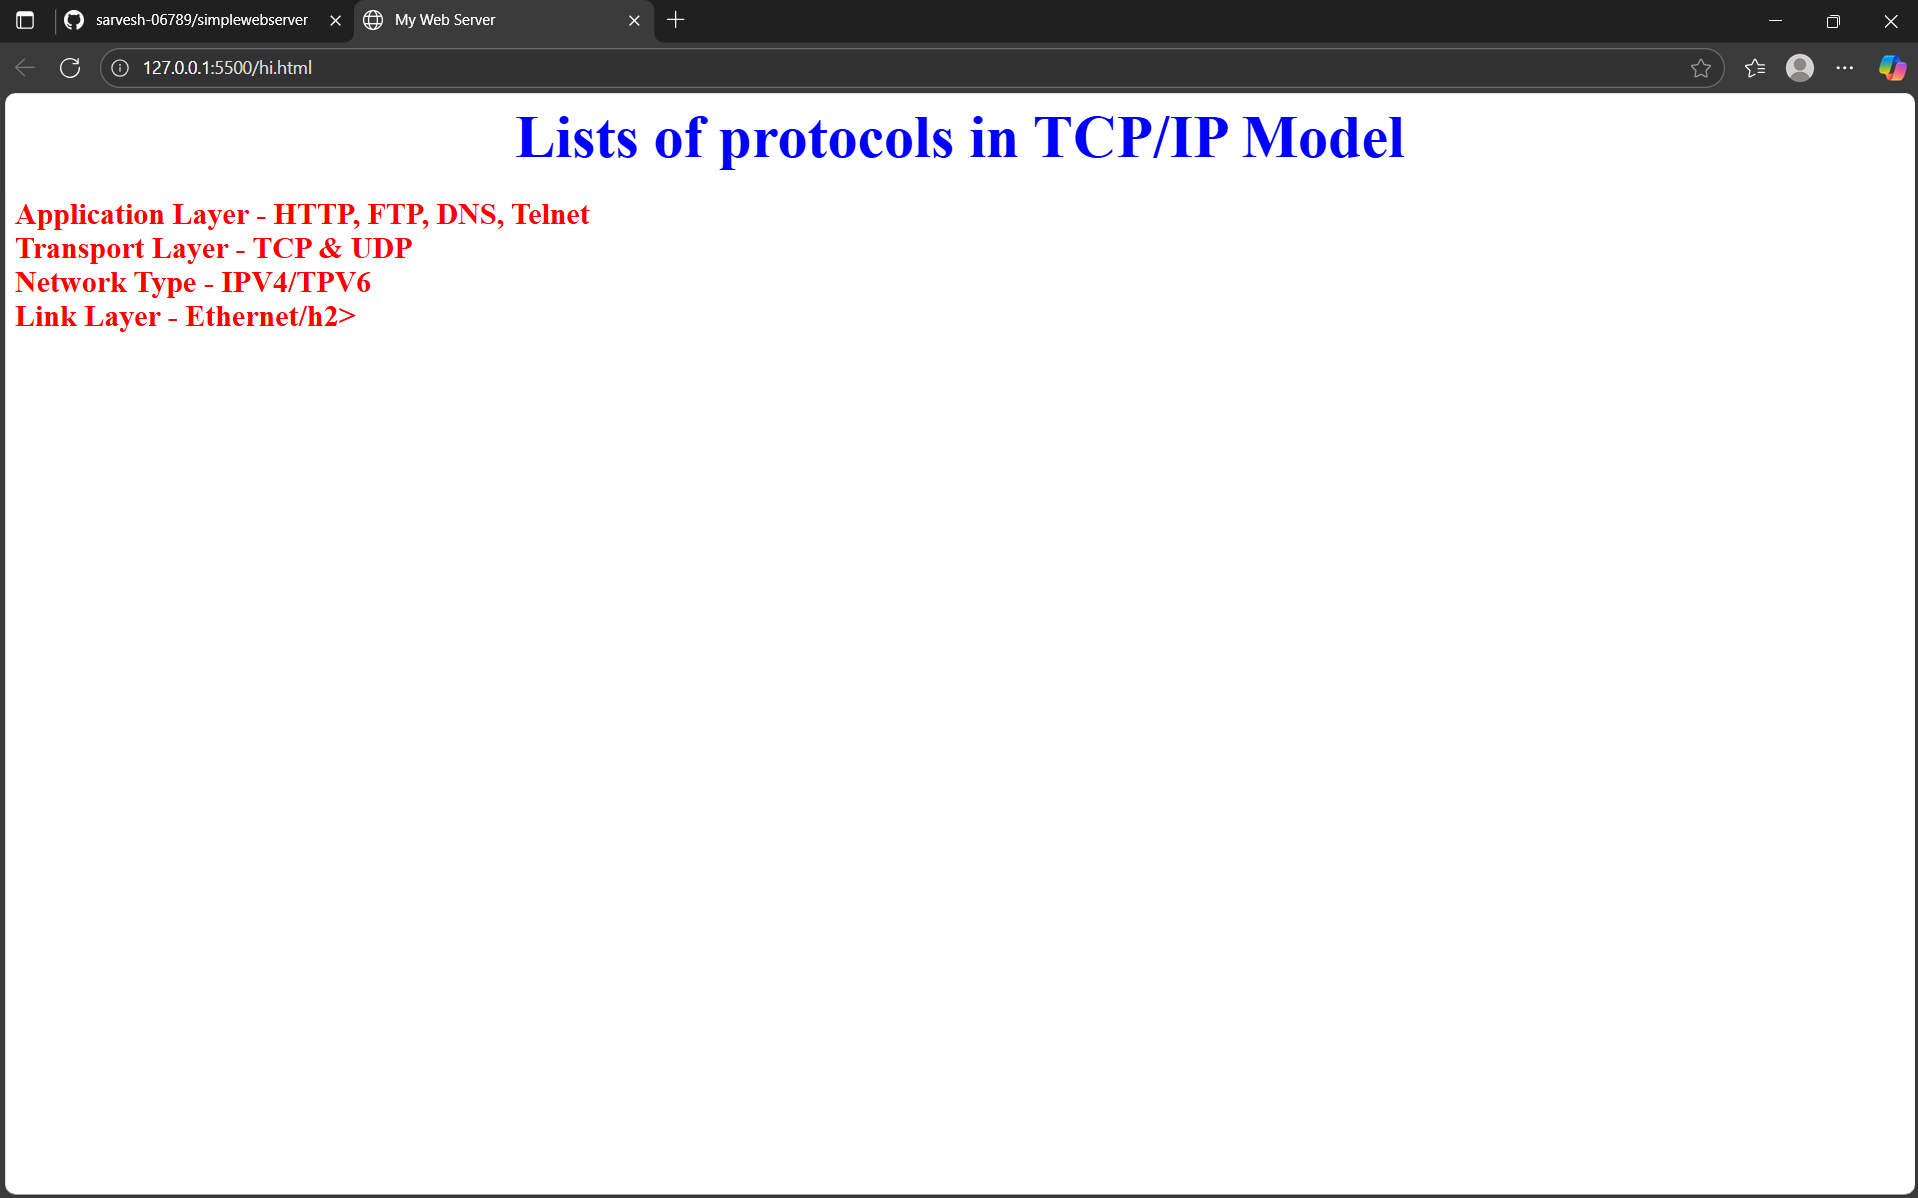 sarvesh-06789/simplewebserver
My Web Server
127.0.0.1:5500/hi.html
Lists of protocols in TCP/IP Model
Application Layer - HTTP, FTP, DNS, Telnet
Transport Layer - TCP & UDP
Network Type - IPV4/TPV6
Link Layer - Ethernet/h2>